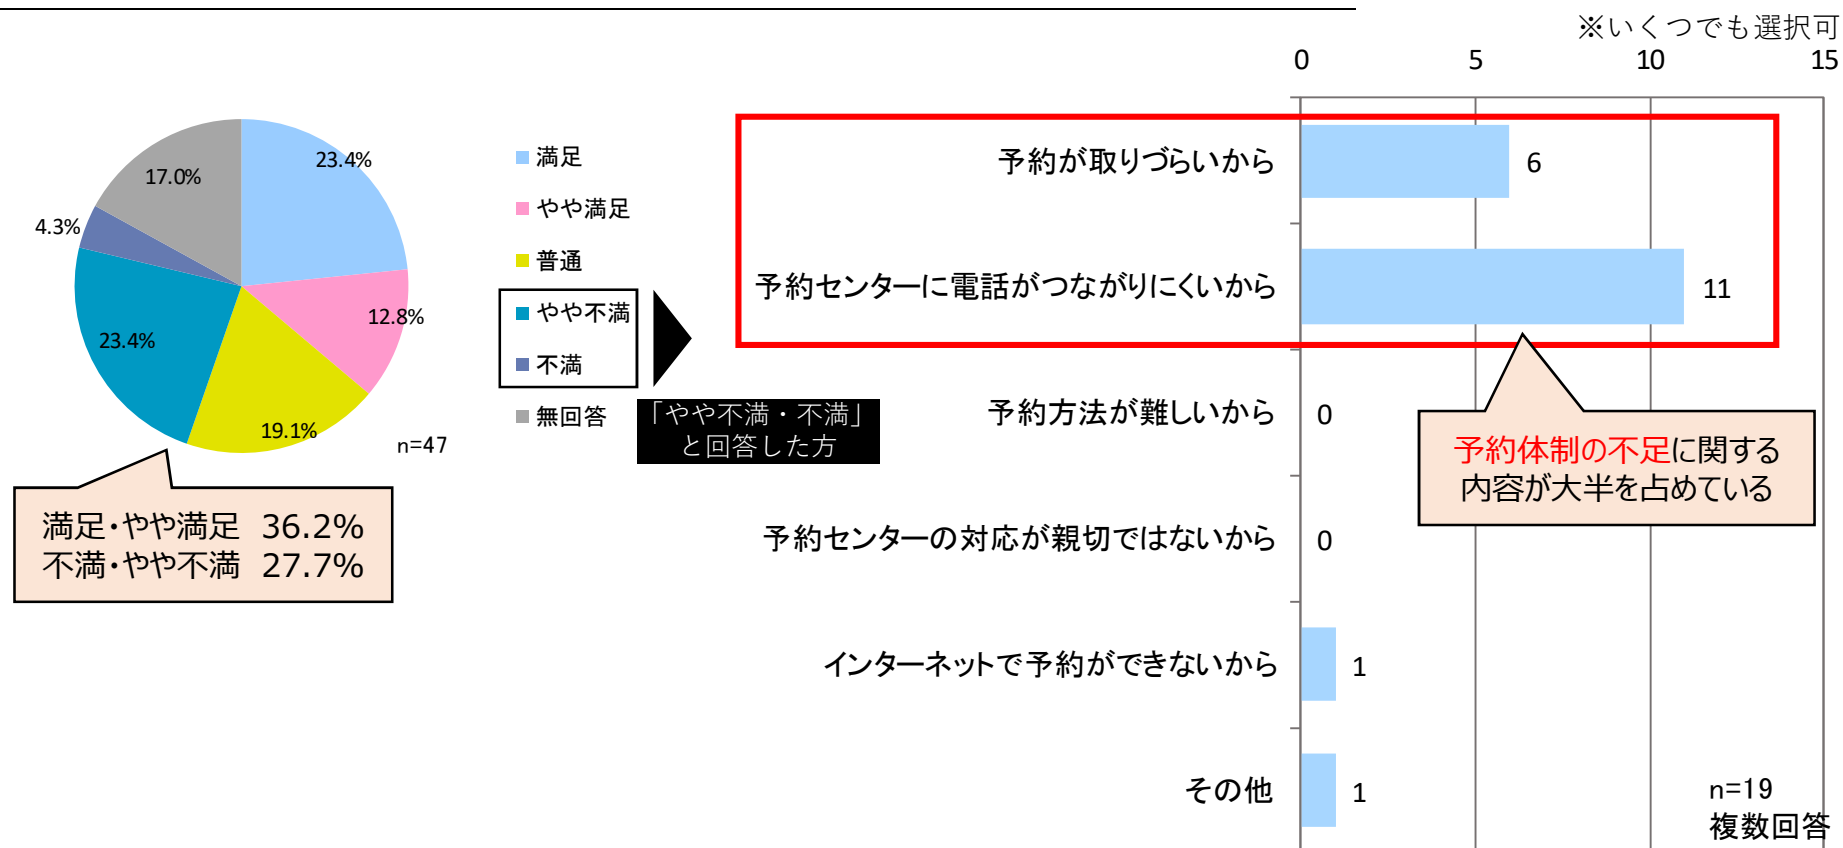 ※いくつでも選択可
0 5 10 15
23.4%
12.8%
19.1%
23.4%
4.3%
17.0%
n=47
満足
やや満足
普通
やや不満
不満
無回答
「やや不満・不満」
と回答した方
満足・やや満足 36.2%
不満・やや不満 27.7%
予約が取りづらいから 6
予約センターに電話がつながりにくいから 11
予約方法が難しいから 0
予約センターの対応が親切ではないから 0
インターネットで予約ができないから 1
その他 1
予約体制の不足に関する
内容が大半を占めている
n=19
複数回答